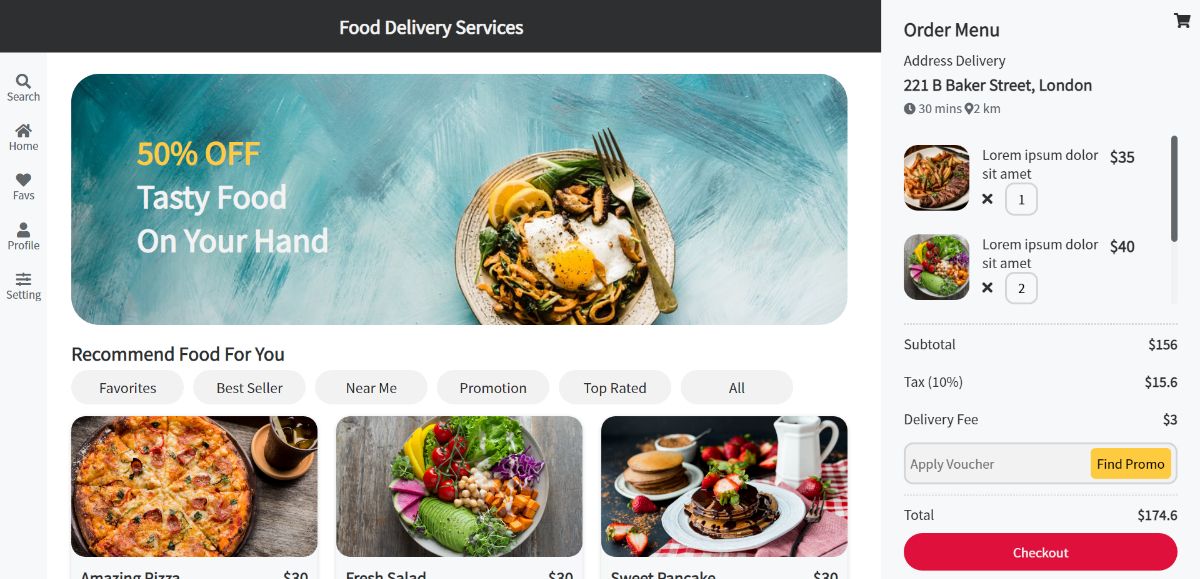 Food Delivery Services
Search
Home
Favs
Profile
Setting
50% OFF
Tasty Food
On Your Hand
Recommend Food For You
Favorites
Best Seller
Near Me
Promotion
Top Rated
All
Amazing Pizza
$30
Fresh Salad
$30
Sweet Pancake
$30
Order Menu
Address Delivery
221 B Baker Street, London
30 mins 2 km
Lorem ipsum dolor
sit amet
$35
1
Lorem ipsum dolor
sit amet
$40
2
Subtotal $156
Tax (10%) $15.6
Delivery Fee $3
Apply Voucher Find Promo
Total $174.6
Checkout